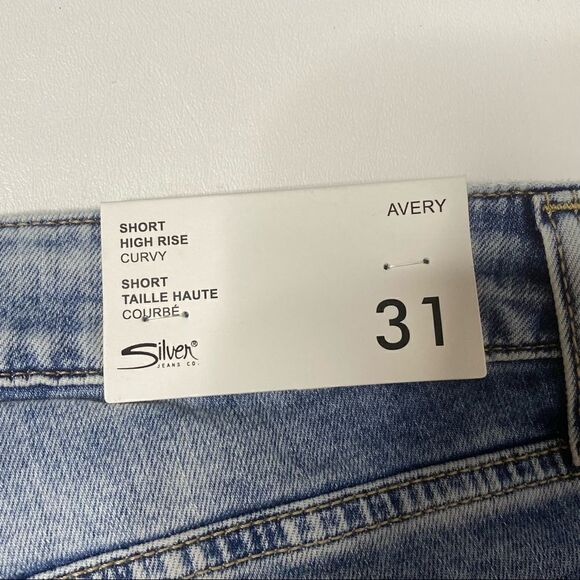 SHORT
HIGH RISE
CURVY
SHORT
TAILLE HAUTE
COURBÉ
Silver®
JEANS CO.
AVERY
31